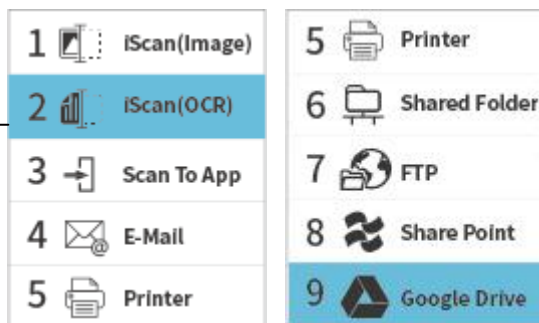 1 iScan(Image)
2 iScan(OCR)
3 Scan To App
4 E-Mail
5 Printer
5 Printer
6 Shared Folder
7 FTP
8 Share Point
9 Google Drive